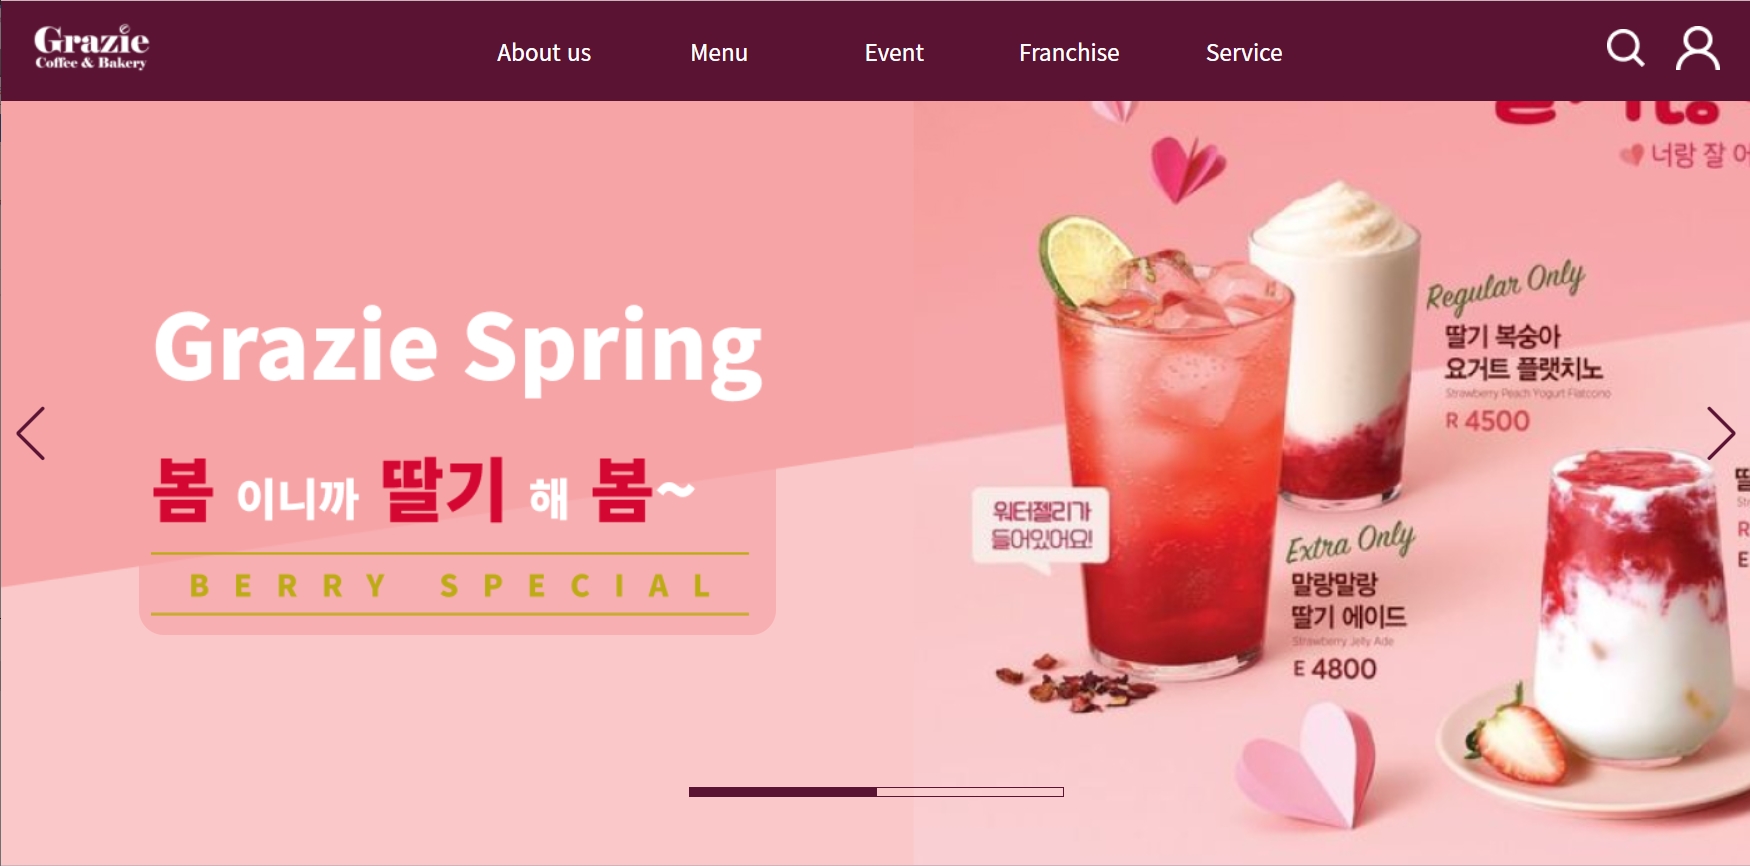 Grazie
Coffee & Bakery
About us
Menu
Event
Franchise
Service
너랑 잘
Grazie Spring
봄 이니까 딸기 해 봄~
BERRY SPECIAL
Regular Only
딸기 복숭아
요거트 플랫치노
Strawberry Peach Yogurt Flatccino
R 4500
워터젤리가
들어있어요!
Extra Only
말랑말랑
딸기 에이드
Strawberry Jelly Ade
E 4800
R
E